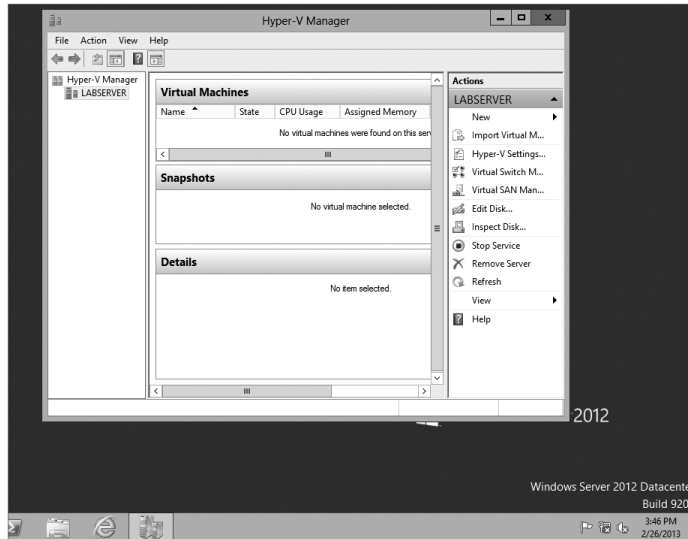 Hyper-V Manager
File Action View Help
Hyper-V Manager
LABSERVER
Virtual Machines
Name State CPU Usage Assigned Memory
No virtual machines were found on this serv
Snapshots
No virtual machine selected.
Details
No item selected.
Actions
LABSERVER
New
Import Virtual M...
Hyper-V Settings...
Virtual Switch M...
Virtual SAN Man...
Edit Disk...
Inspect Disk...
Stop Service
Remove Server
Refresh
View
Help
2012
Windows Server 2012 Datacente
Build 920
3:46 PM
2/26/2013